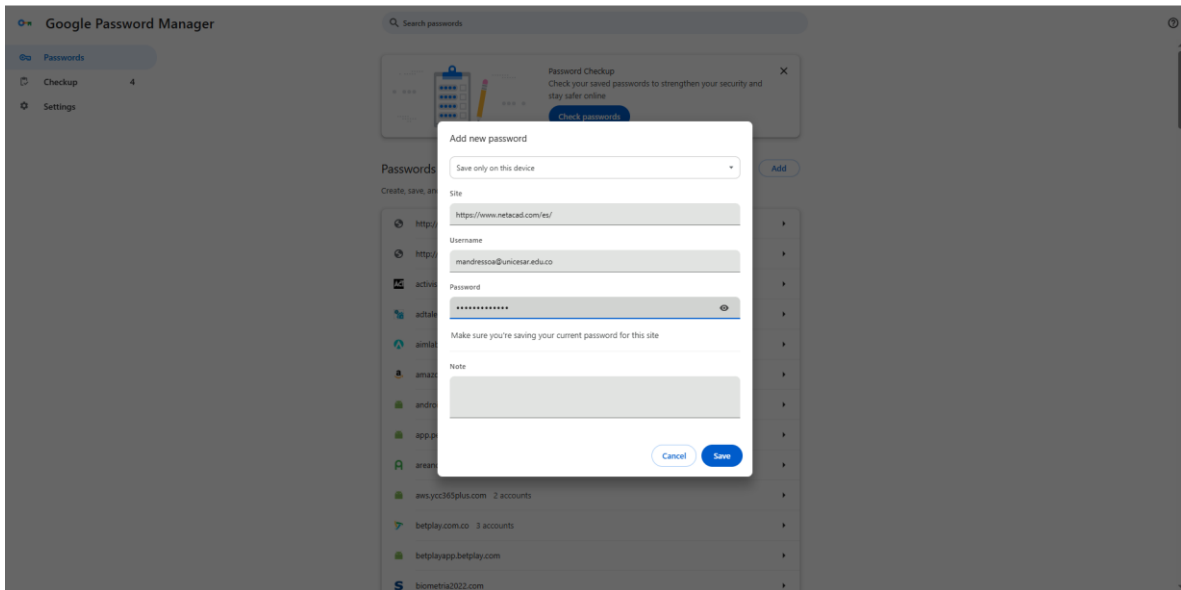 Google Password Manager
Search passwords
Passwords
Checkup 4
Settings
Password Checkup
Check your saved passwords to strengthen your security and
stay safer online
Check passwords
Passwords
Add
Create, save, an
Add new password
Save only on this device
Site
https://www.netacad.com/es/
Username
mandressoa@unicesar.edu.co
Password
•••••••••••••
Make sure you're saving your current password for this site
Note
Cancel
Save
http:/
http:/
activis
adtale
aimlab
amazo
andro
app.p
arean
aws.ycc365plus.com 2 accounts
betplay.com.co 3 accounts
betplayapp.betplay.com
biometria2022.com